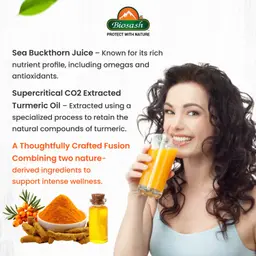 Biosash
PROTECT WITH NATURE
Sea Buckthorn Juice – Known for its rich
nutrient profile, including omegas and
antioxidants.
Supercritical CO2 Extracted
Turmeric Oil – Extracted using a
specialized process to retain the
natural compounds of turmeric.
A Thoughtfully Crafted Fusion
Combining two nature-
derived ingredients to
support intense wellness.